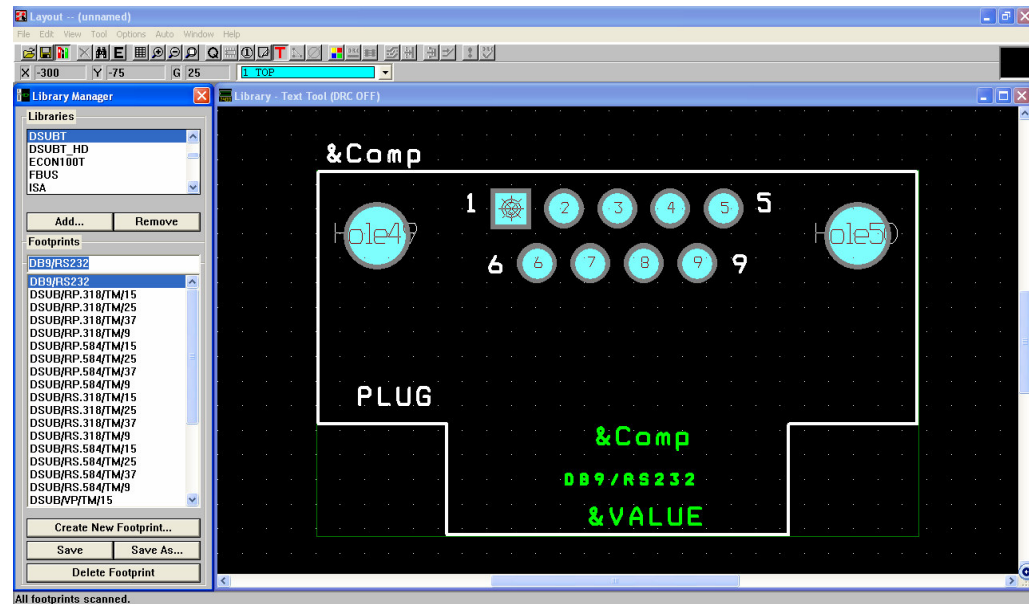 Layout -- (unnamed)
File Edit View Tool Options Auto Window Help
X -300 Y -75 G 25 1 TOP
Library Manager
Libraries
DSUBT
DSUBT_HD
ECON100T
FBUS
ISA
Add... Remove
Footprints
DB9/RS232
DB9/RS232
DSUB/RP.318/TM/15
DSUB/RP.318/TM/25
DSUB/RP.318/TM/37
DSUB/RP.318/TM/9
DSUB/RP.584/TM/15
DSUB/RP.584/TM/25
DSUB/RP.584/TM/37
DSUB/RP.584/TM/9
DSUB/RS.318/TM/15
DSUB/RS.318/TM/25
DSUB/RS.318/TM/37
DSUB/RS.318/TM/9
DSUB/RS.584/TM/15
DSUB/RS.584/TM/25
DSUB/RS.584/TM/37
DSUB/RS.584/TM/9
DSUB/VP/TM/15
Create New Footprint...
Save Save As...
Delete Footprint
Library - Text Tool (DRC OFF)
&Comp
1 2 3 4 5 5
Hole49 Hole50
6 6 7 8 9 9
PLUG
&Comp
DB9/RS232
&VALUE
All footprints scanned.